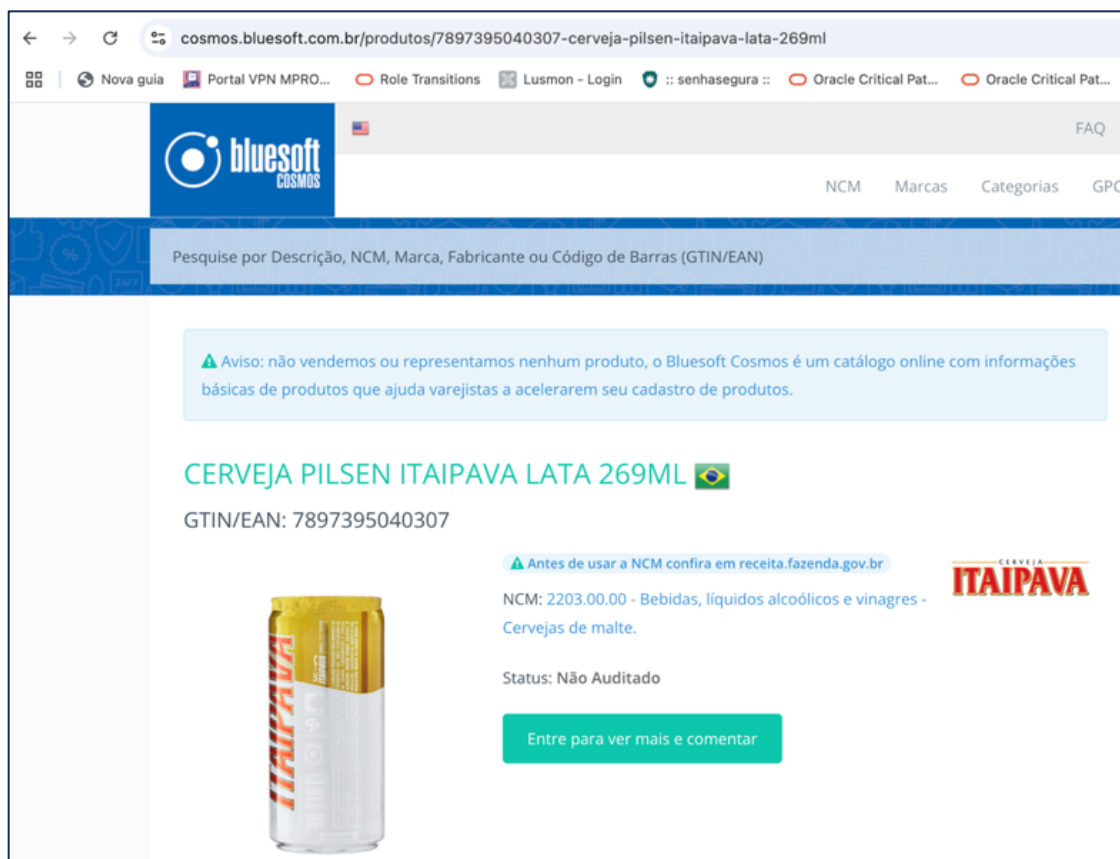 cosmos.bluesoft.com.br/produtos/7897395040307-cerveja-pilsen-itaipava-lata-269ml
Nova guia Portal VPN MPRO... Role Transitions Lusmon - Login :: senhasegura :: Oracle Critical Pat... Oracle Critical Pat...
FAQ
bluesoft
COSMOS
NCM Marcas Categorias GPC
24/7 %
Pesquise por Descrição, NCM, Marca, Fabricante ou Código de Barras (GTIN/EAN)
Aviso: não vendemos ou representamos nenhum produto, o Bluesoft Cosmos é um catálogo online com informações
básicas de produtos que ajuda varejistas a acelerarem seu cadastro de produtos.
CERVEJA PILSEN ITAIPAVA LATA 269ML
GTIN/EAN: 7897395040307
Antes de usar a NCM confira em receita.fazenda.gov.br
CERVEJA
ITAIPAVA
NCM: 2203.00.00 - Bebidas, líquidos alcoólicos e vinagres -
Cervejas de malte.
Status: Não Auditado
Entre para ver mais e comentar
ITAIPAVA